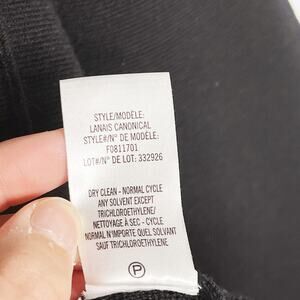 STYLE/MODÈLE:
LANAIS CANONICAL
STYLE#/N° DE MODÈLE:
F0811701
LOT#/N° DE LOT: 332926
DRY CLEAN - NORMAL CYCLE
ANY SOLVENT EXCEPT
TRICHLOROETHYLENE/
NETTOYAGE À SEC - CYCLE
NORMAL N'IMPORTE QUEL SOLVANT
SAUF TRICHLOROETHYLENE
P